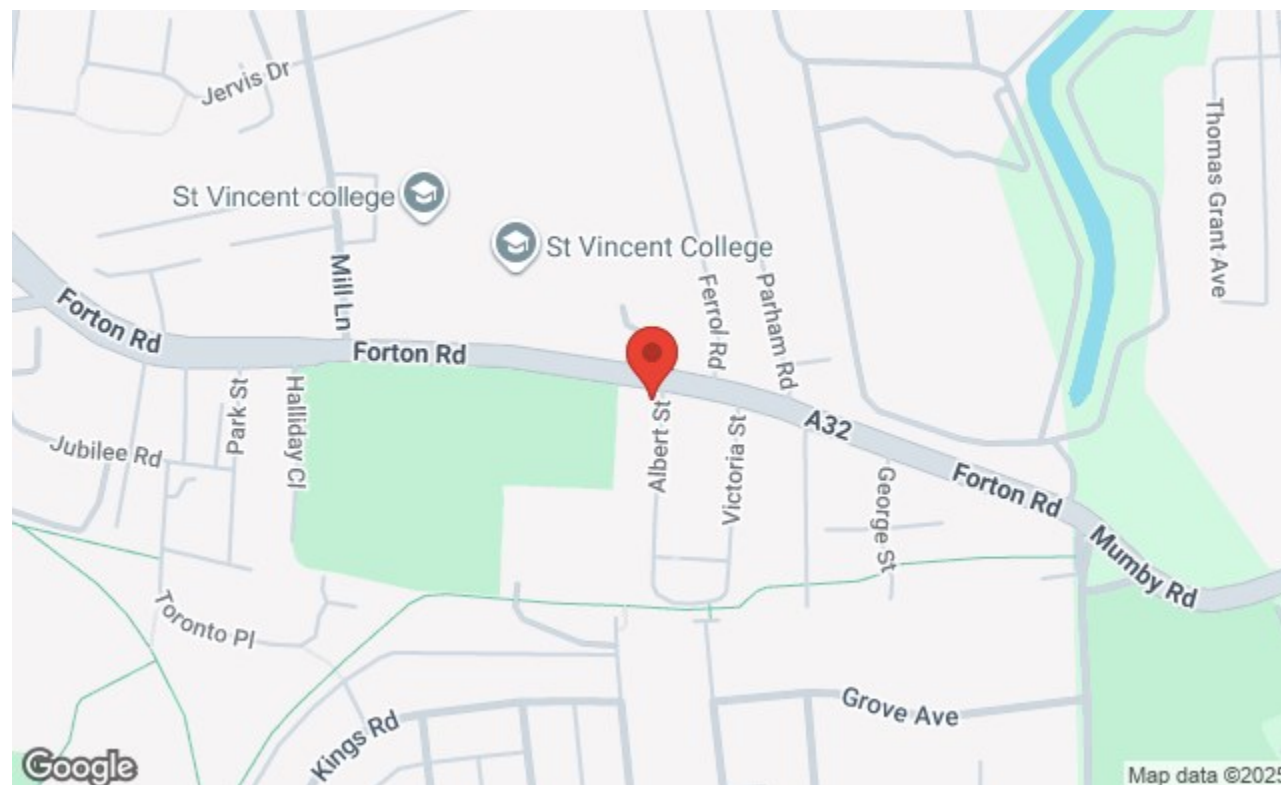 Jervis Dr
Thomas Grant Ave
St Vincent college
St Vincent College
Mill Ln
Ferrol Rd
Parham Rd
Forton Rd
Forton Rd
Park St
Halliday Cl
Albert St
Victoria St
A32
Jubilee Rd
George St
Forton Rd
Mumby Rd
Toronto Pl
Kings Rd
Grove Ave
Google
Map data ©2025